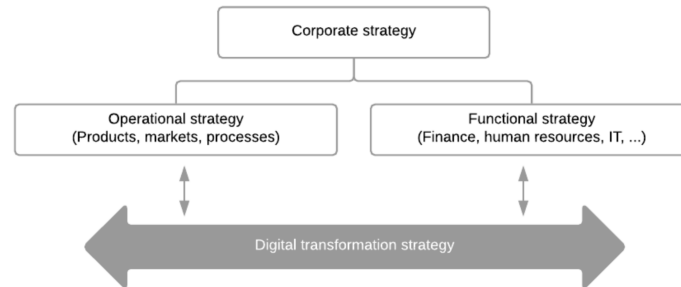 Corporate strategy
Operational strategy
(Products, markets, processes)
Functional strategy
(Finance, human resources, IT, ...)
Digital transformation strategy